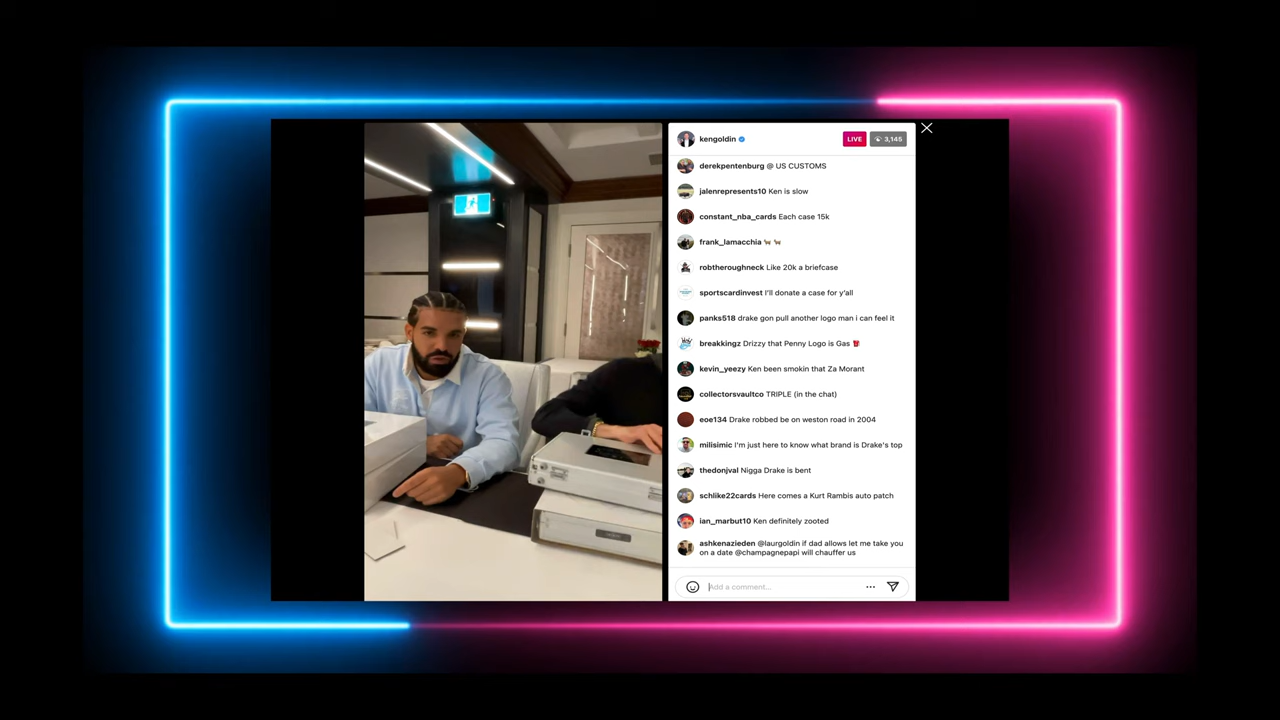 kengoldin
LIVE
3,145
derekpentenburg @ US CUSTOMS
jalenrepresents10 Ken is slow
constant_nba_cards Each case 15k
frank_lamacchia 🐐 🐐
robtheroughneck Like 20k a briefcase
sportscardinvest I'll donate a case for y'all
panks518 drake gon pull another logo man i can feel it
breakkingz Drizzy that Penny Logo is Gas
kevin_yeezy Ken been smokin that Za Morant
collectorsvaultco TRIPLE (in the chat)
eoe134 Drake robbed be on weston road in 2004
milisimic I'm just here to know what brand is Drake's top
thedonjval Nigga Drake is bent
schlike22cards Here comes a Kurt Rambis auto patch
ian_marbut10 Ken definitely zooted
ashkenazieden @laurgoldin if dad allows let me take you
on a date @champagnepapi will chauffer us
Add a comment...